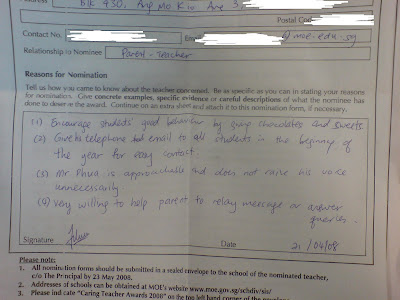 Blk 730, Ang Mo Kio Ave
Postal Code
Contact No.
moe.edu.sg
Relationship to Nominee
Parent - Teacher
Reasons for Nomination
Tell us how you came to know about the teacher concerned. Be as specific as you can in stating your reasons
for nomination. Give concrete examples, specific evidence or careful descriptions of what the nominee has
done to deserve the award. Continue on an extra sheet and attach it to this nomination form, if necessary.
(1) Encourage students' good behavior by giving chocolates and sweets.
(2) Give his telephone and email to all students in the beginning of
the year for easy contact.
(3) Mr Phua is approachable and does not raise his voice
unnecessarily
(4) Very willing to help parent to relay message or answer
queries.
Signature
Date
21/04/08
Please note:
1. All nomination forms should be submitted in a sealed envelope to the school of the nominated teacher,
c/o The Principal by 23 May 2008.
2. Addresses of schools can be obtained at MOE's website www.moe.gov.sg/schdiv/sis/
3. Please indicate "Caring Teacher Awards 2008" on the top left hand corner of the envelope